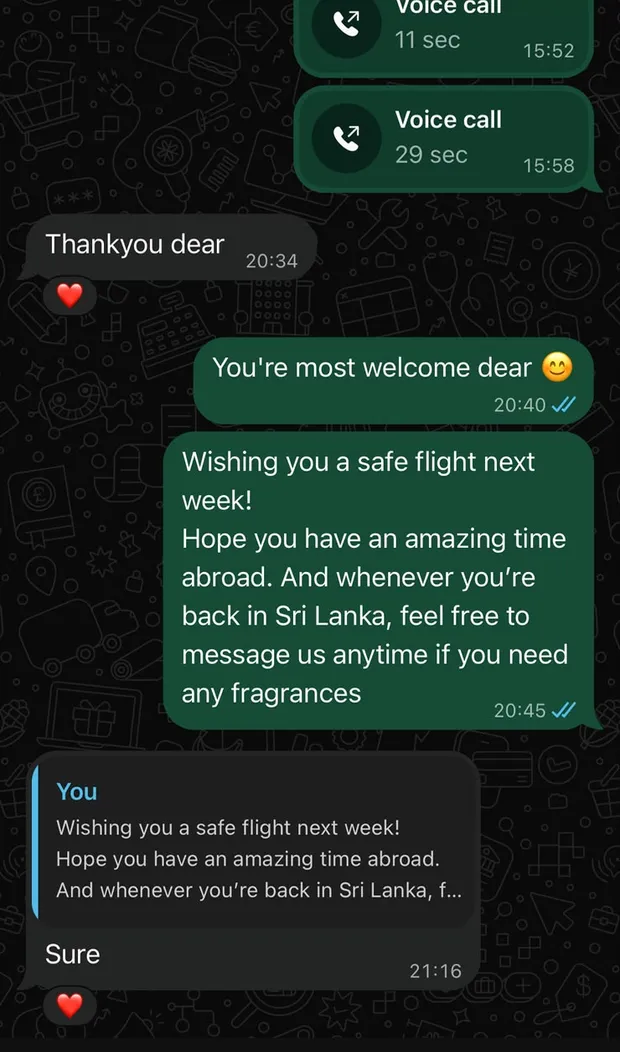 Voice call
11 sec
15:52
Voice call
29 sec
15:58
Thankyou dear
20:34
You're most welcome dear 😊
20:40
Wishing you a safe flight next
week!
Hope you have an amazing time
abroad. And whenever you’re
back in Sri Lanka, feel free to
message us anytime if you need
any fragrances
20:45
You
Wishing you a safe flight next week!
Hope you have an amazing time abroad.
And whenever you’re back in Sri Lanka, f...
Sure
21:16